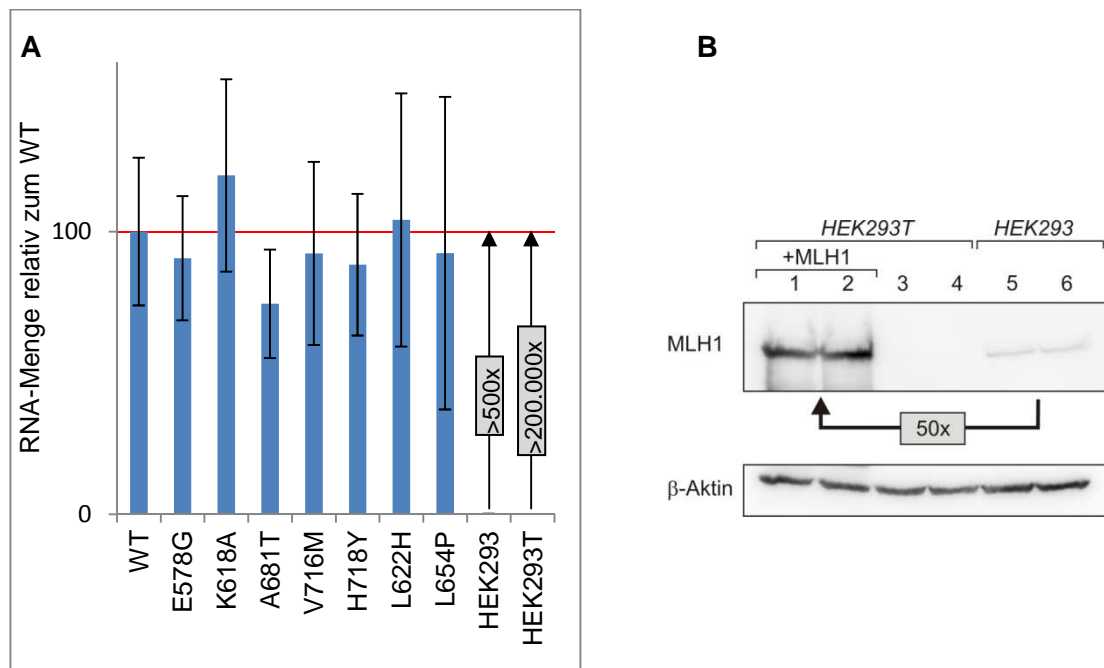 A
RNA-Menge relativ zum WT
100
0
>500x
>200.000x
WT
E578G
K618A
A681T
V716M
H718Y
L622H
L654P
HEK293
HEK293T
B
HEK293T HEK293
+MLH1
1 2 3 4 5 6
MLH1
50x
β-Aktin